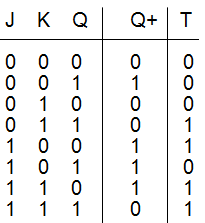 J K Q Q+ T
0 0 0 0 0
0 0 1 1 0
0 1 0 0 0
0 1 1 0 1
1 0 0 1 1
1 0 1 1 0
1 1 0 1 1
1 1 1 0 1